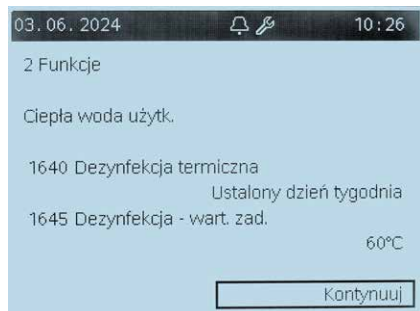 03.06.2024 10:26
2 Funkcje
Ciepła woda użytk.
1640 Dezynfekcja termiczna
Ustalony dzień tygodnia
1645 Dezynfekcja - wart. zad.
60°C
Kontynuuj